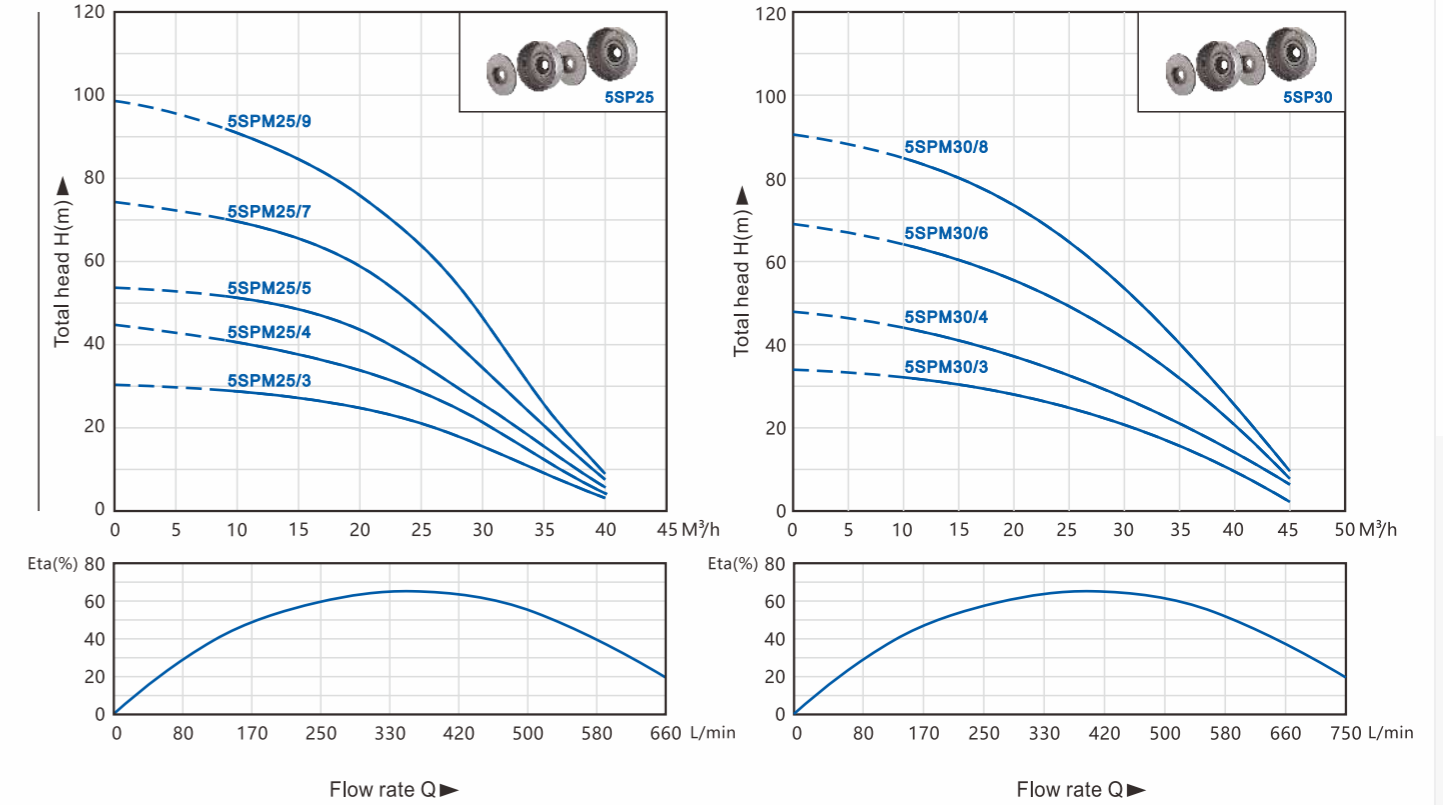 120
100
80
60
40
20
0
Total head H(m)
5SP25
5SPM25/9
5SPM25/7
5SPM25/5
5SPM25/4
5SPM25/3
0 5 10 15 20 25 30 35 40 45 M³/h
120
100
80
60
40
20
0
Total head H(m)
5SP30
5SPM30/8
5SPM30/6
5SPM30/4
5SPM30/3
0 5 10 15 20 25 30 35 40 45 50 M³/h
Eta(%) 80
60
40
20
0
0 80 170 250 330 420 500 580 660 L/min
Flow rate Q
Eta(%) 80
60
40
20
0
0 80 170 250 330 420 500 580 660 750 L/min
Flow rate Q